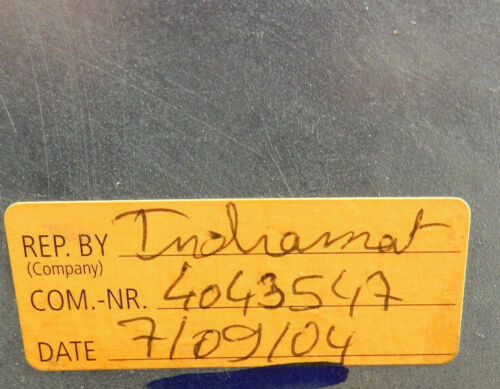 REP. BY Indramat
(Company)
COM.-NR. 4043547
DATE 7/09/04